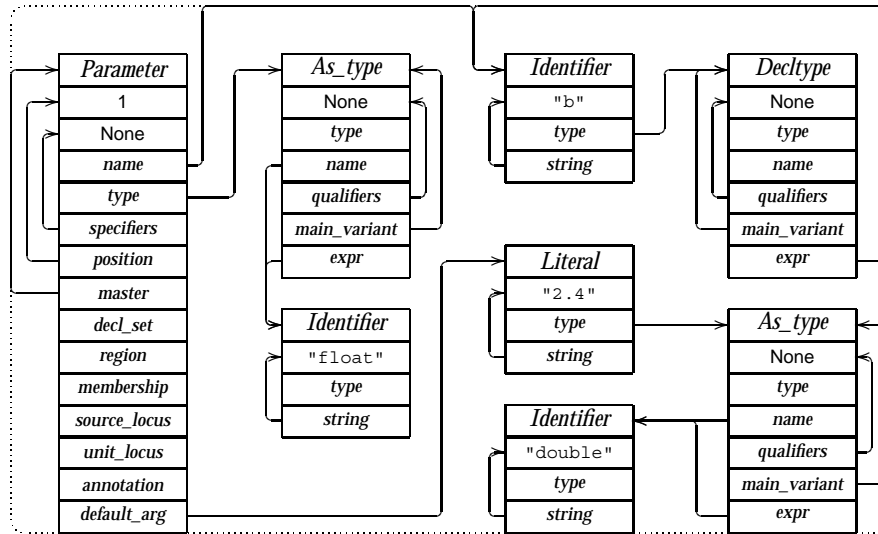 Parameter
1
None
name
type
specifiers
position
master
decl_set
region
membership
source_locus
unit_locus
annotation
default_arg
As_type
None
type
name
qualifiers
main_variant
expr
Identifier
"float"
type
string
Identifier
"b"
type
string
Literal
"2.4"
type
string
Identifier
"double"
type
string
Decltype
None
type
name
qualifiers
main_variant
expr
As_type
None
type
name
qualifiers
main_variant
expr